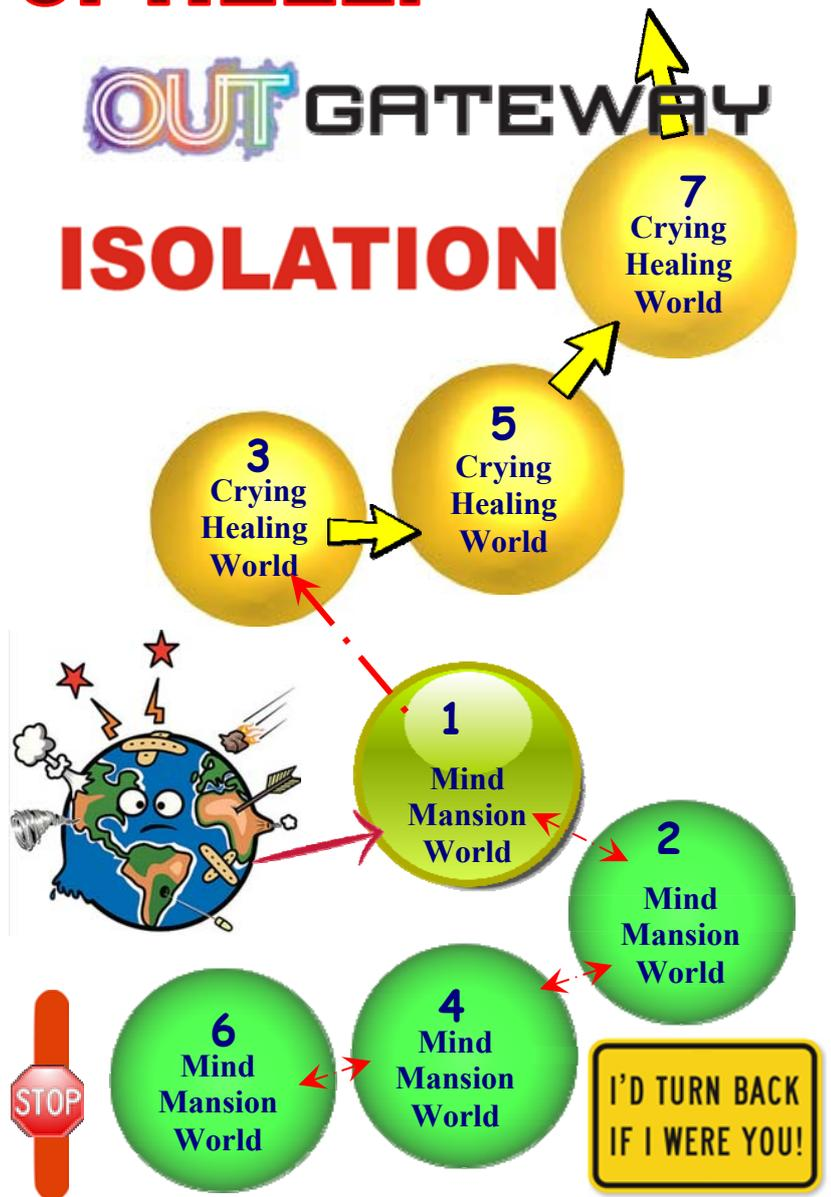 OUT GATEWAY
7
Crying
Healing
World
ISOLATION
5
Crying
Healing
World
3
Crying
Healing
World
1
Mind
Mansion
World
2
Mind
Mansion
World
4
Mind
Mansion
World
6
Mind
Mansion
World
STOP
I'D TURN BACK
IF I WERE YOU!